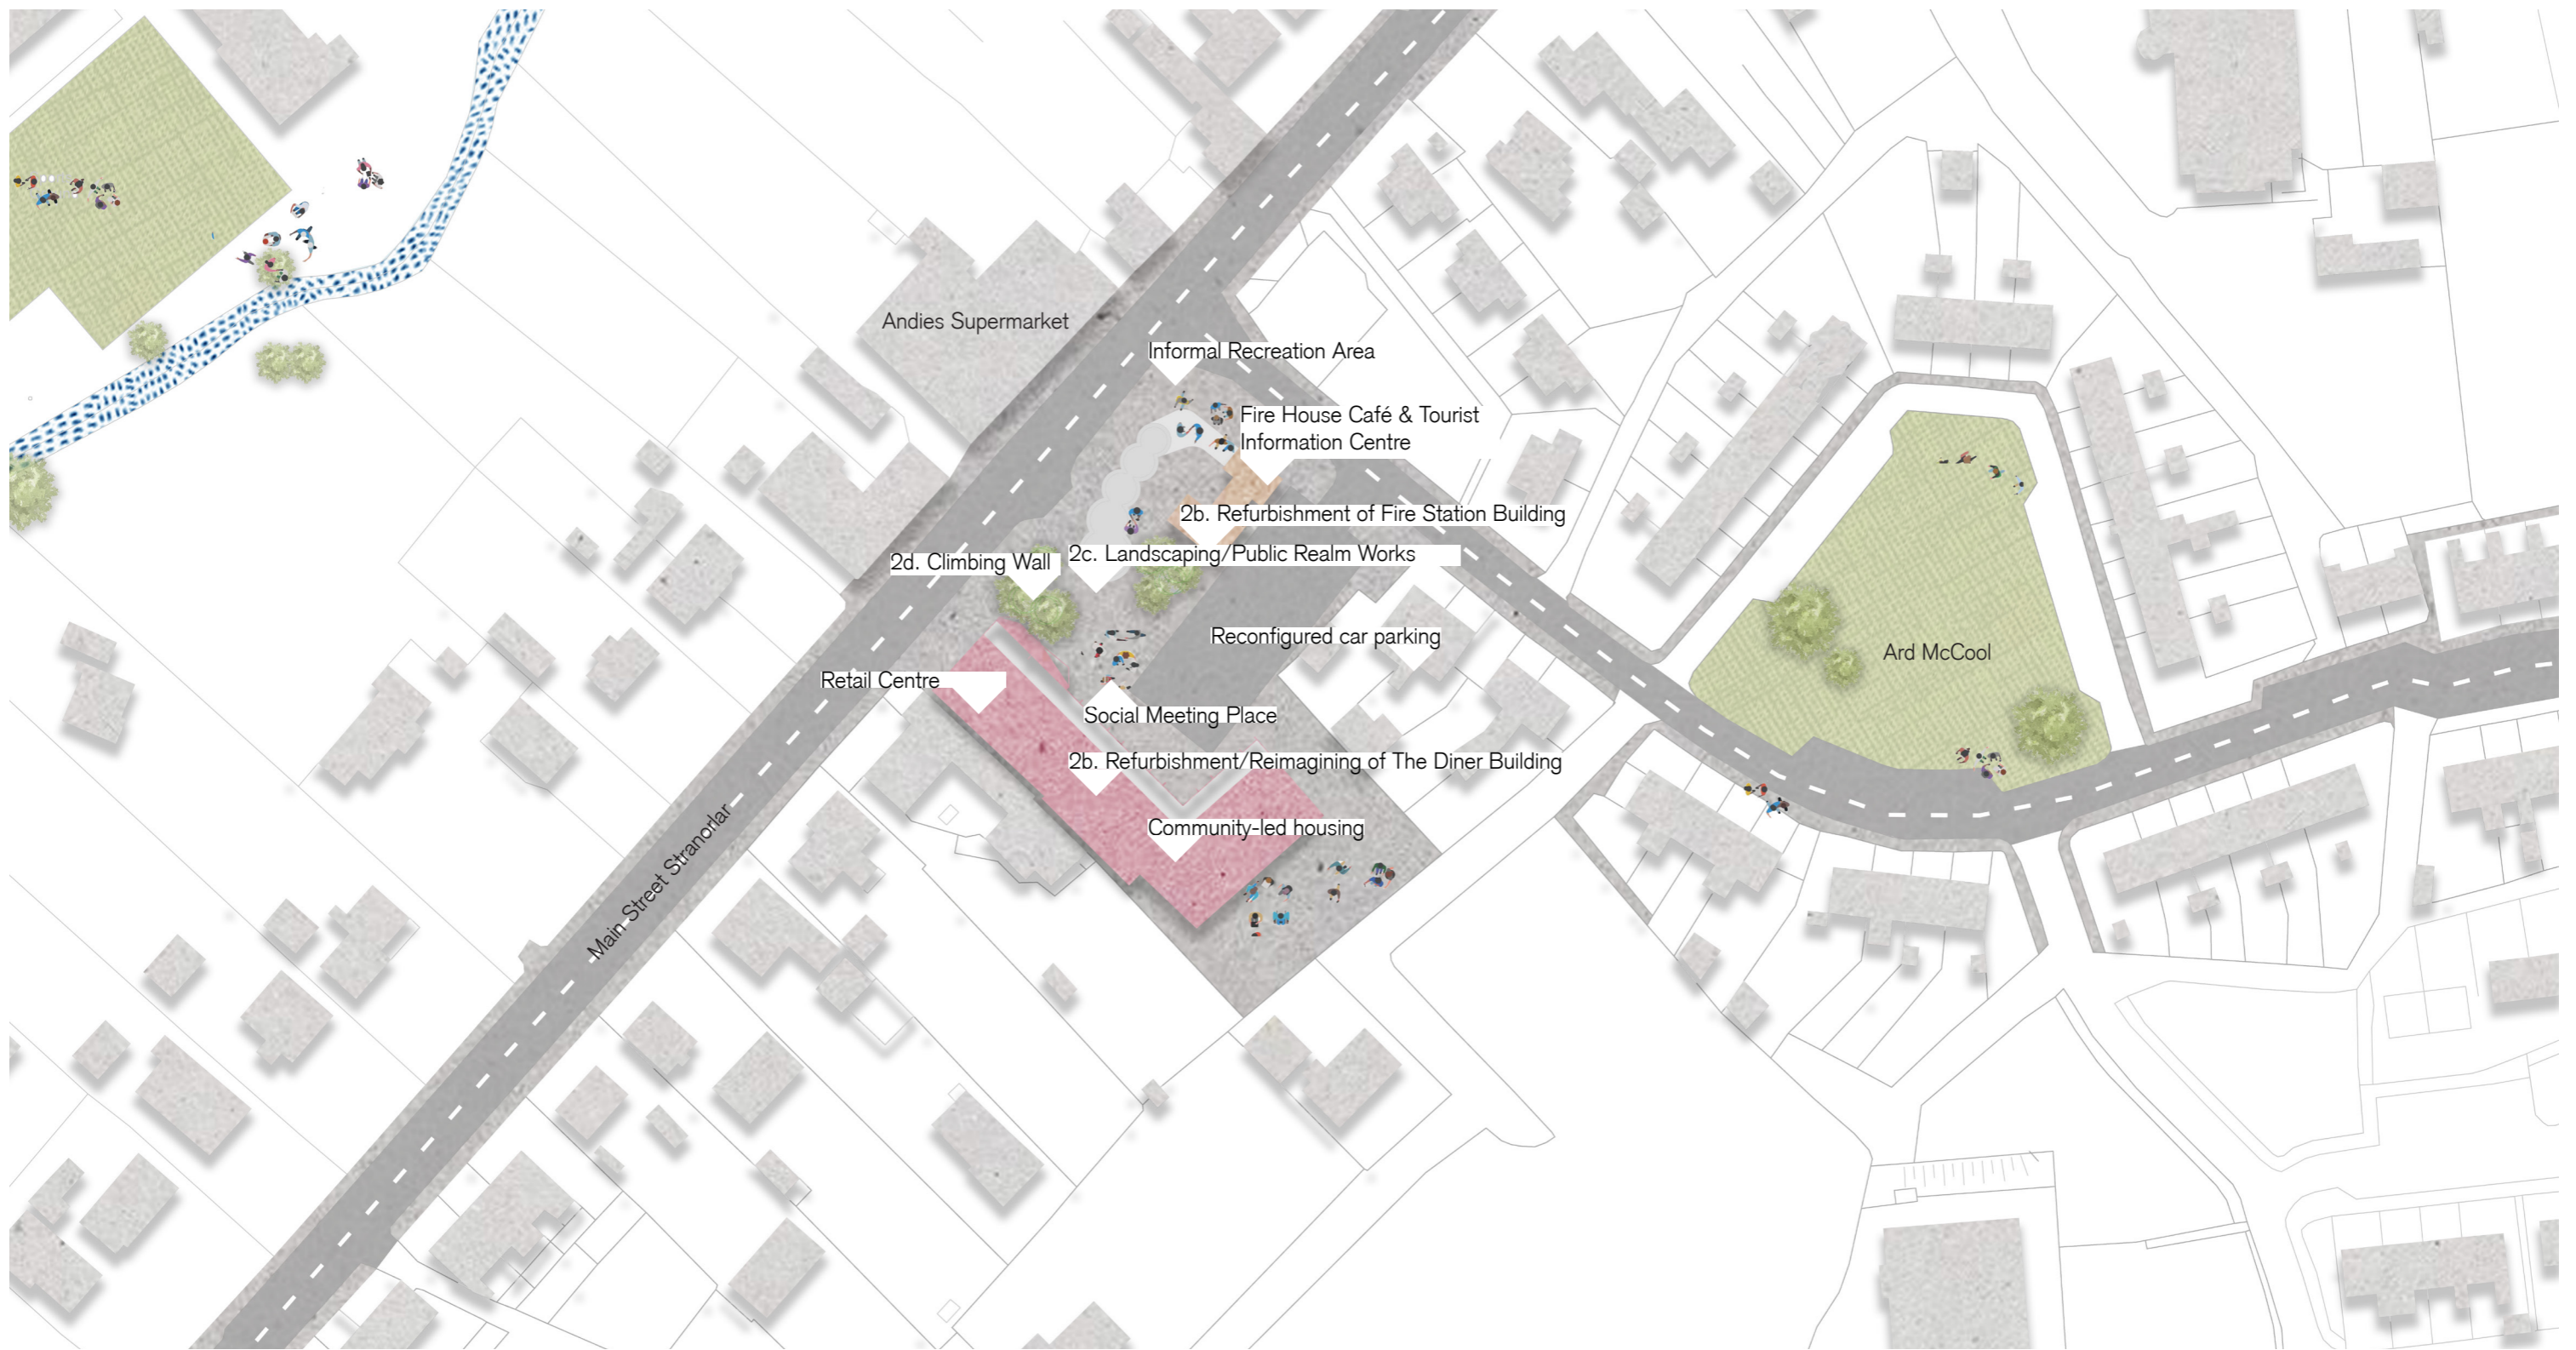 Andies Supermarket
Informal Recreation Area
Fire House Café & Tourist
Information Centre
2b. Refurbishment of Fire Station Building
2d. Climbing Wall
2c. Landscaping/Public Realm Works
Reconfigured car parking
Ard McCool
Retail Centre
Social Meeting Place
2b. Refurbishment/Reimagining of The Diner Building
Community-led housing
Main Street Stranorlar